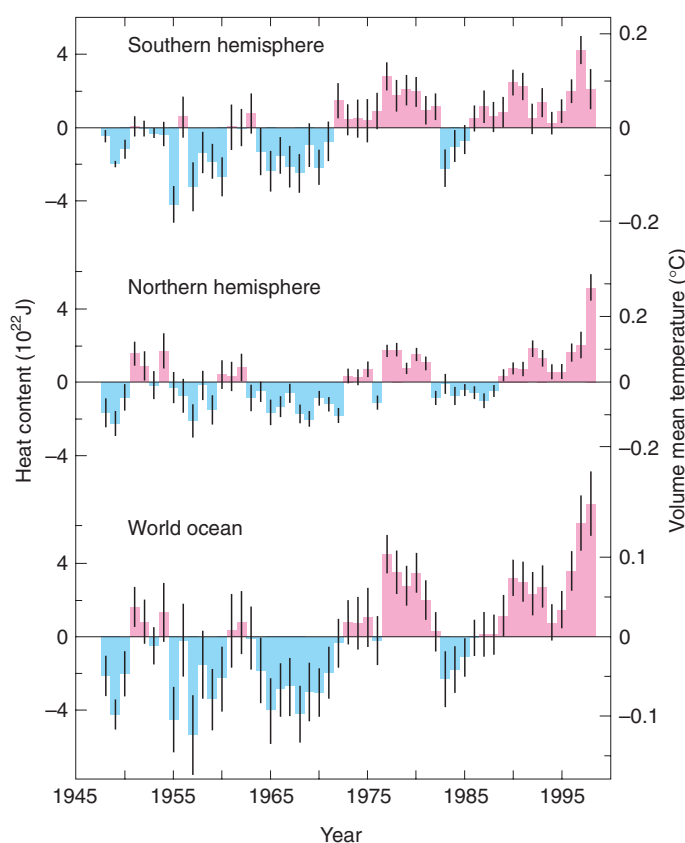 Southern hemisphere
4
0
−4
0.2
0
−0.2
Northern hemisphere
4
0
−4
0.2
0
−0.2
World ocean
4
0
−4
0.1
0
−0.1
Heat content (10²²J)
Volume mean temperature (°C)
1945 1955 1965 1975 1985 1995
Year